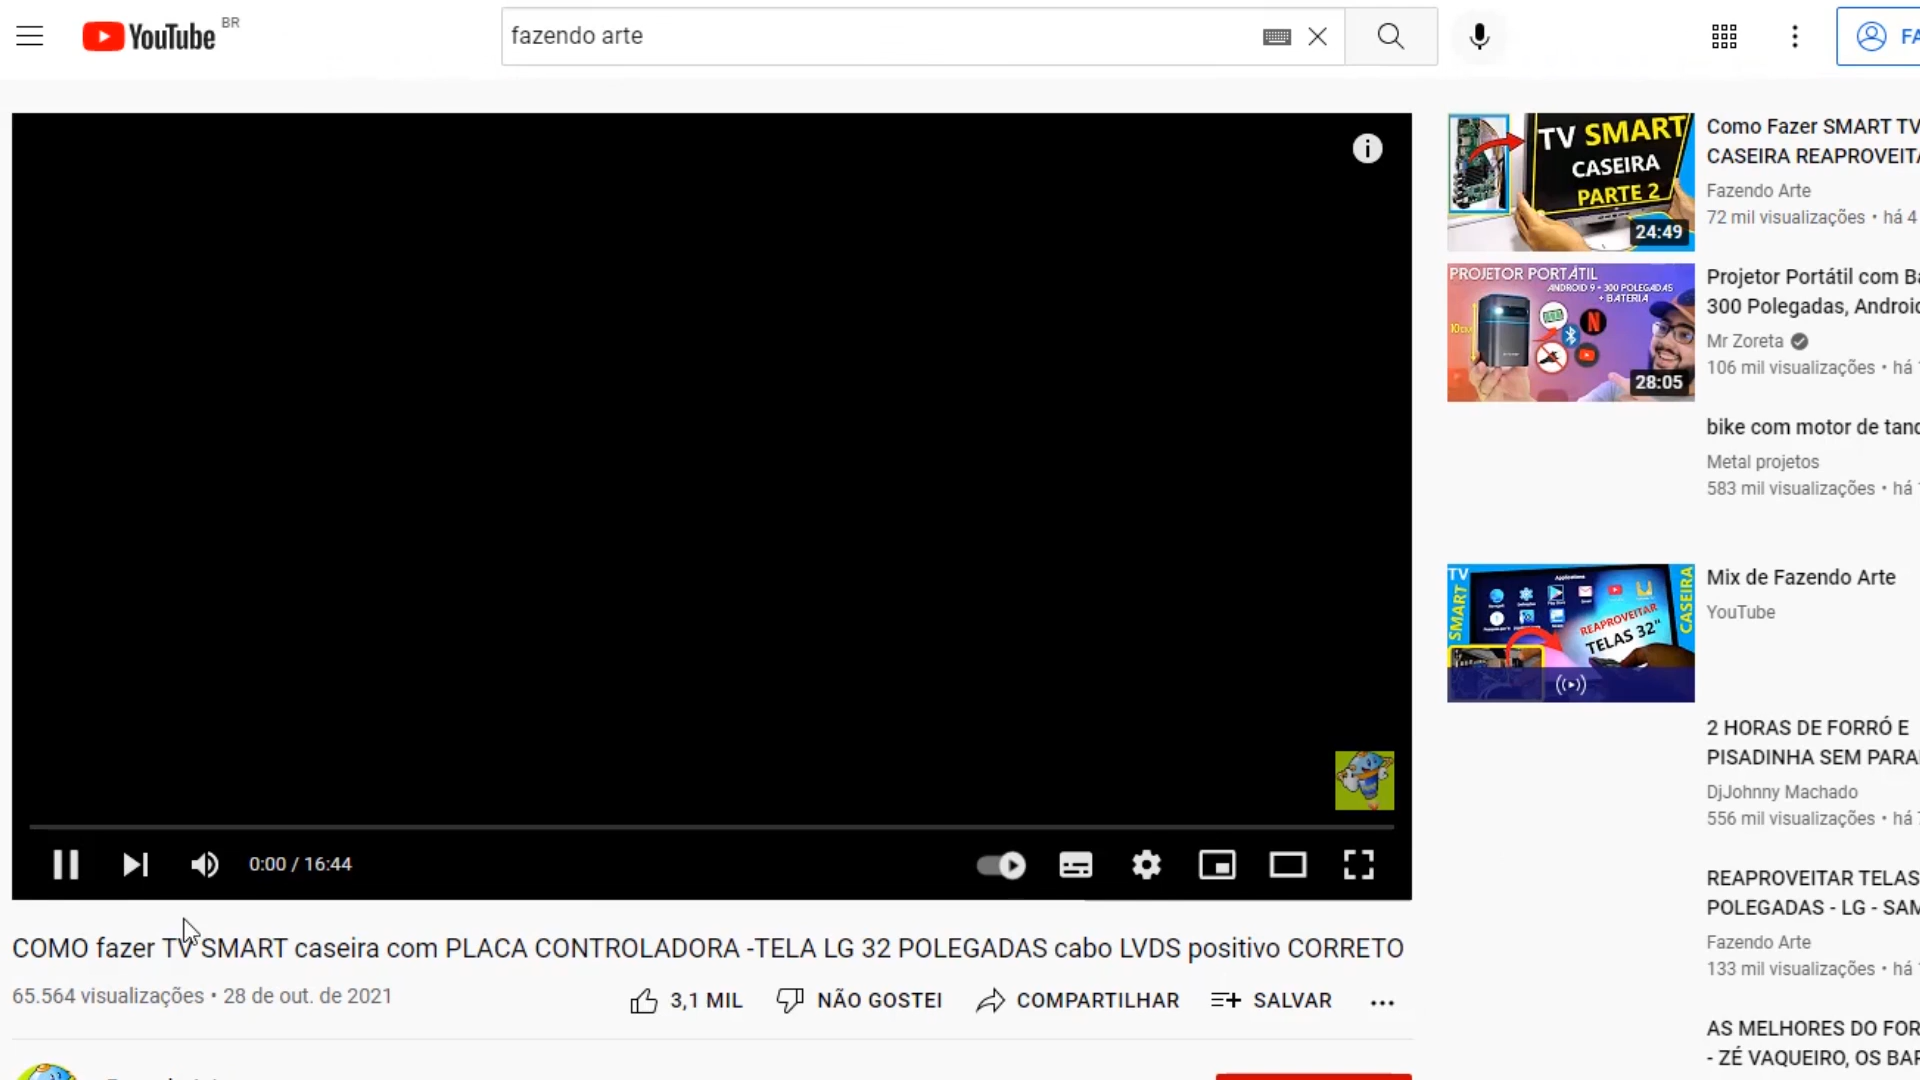 YouTube BR
fazendo arte
FA
TV SMART
CASEIRA
PARTE 2
24:49
Como Fazer SMART TV
CASEIRA REAPROVEITA
Fazendo Arte
72 mil visualizações • há 4
PROJETOR PORTÁTIL
ANDROID 9 + 300 POLEGADAS
+ BATERIA
28:05
Projetor Portátil com Ba
300 Polegadas, Android
Mr Zoreta
106 mil visualizações • há
bike com motor de tanq
Metal projetos
583 mil visualizações • há
TV
SMART
CASEIRA
REAPROVEITAR
TELAS 32"
Mix de Fazendo Arte
YouTube
2 HORAS DE FORRÓ E
PISADINHA SEM PARA
DjJohnny Machado
556 mil visualizações • há
REAPROVEITAR TELAS
POLEGADAS - LG - SAM
Fazendo Arte
133 mil visualizações • há
AS MELHORES DO FOR
- ZÉ VAQUEIRO, OS BAR
0:00 / 16:44
COMO fazer TV SMART caseira com PLACA CONTROLADORA -TELA LG 32 POLEGADAS cabo LVDS positivo CORRETO
65.564 visualizações • 28 de out. de 2021
3,1 MIL
NÃO GOSTEI
COMPARTILHAR
SALVAR